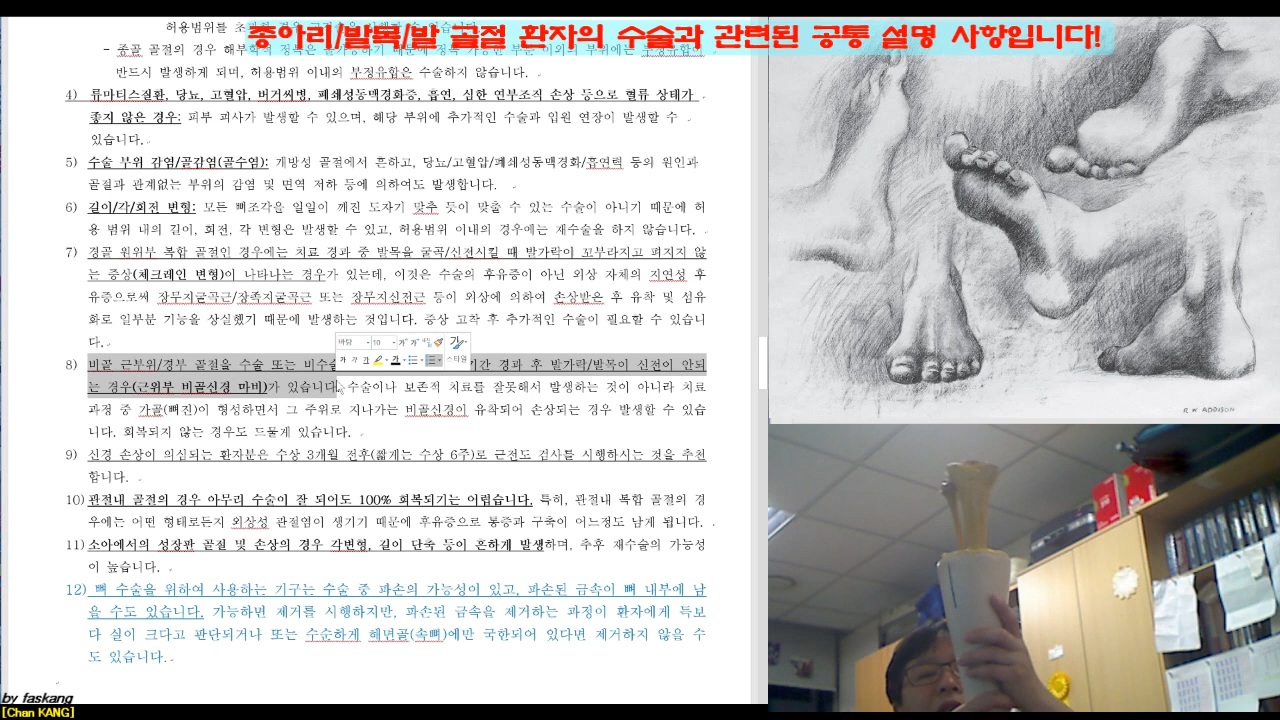 종아리/발목/발 골절 환자의 수술과 관련된 공통 설명 사항입니다!
허용범위를 초
- 종골 골절의 경우 해부
반드시 발생하게 되며, 허용범위 이내의 부정유합은 수술하지 않습니다.
4) 류마티스질환, 당뇨, 고혈압, 버거씨병, 폐쇄성동맥경화증, 흡연, 심한 연부조직 손상 등으로 혈류 상태가
좋지 않은 경우: 피부 괴사가 발생할 수 있으며, 해당 부위에 추가적인 수술과 입원 연장이 발생할 수
있습니다.
5) 수술 부위 감염/골감염(골수염): 개방성 골절에서 흔하고, 당뇨/고혈압/폐쇄성동맥경화/흡연력 등의 원인과
골절과 관계없는 부위의 감염 및 면역 저하 등에 의하여도 발생합니다.
6) 길이/각/회전 변형: 모든 뼈조각을 일일이 깨진 도자기 맞추 듯이 맞출 수 있는 수술이 아니기 때문에 허
용 범위 내의 길이, 회전, 각 변형은 발생할 수 있고, 허용범위 이내의 경우에는 재수술을 하지 않습니다.
7) 경골 원위부 복합 골절인 경우에는 치료 경과 중 발목을 굴곡/신전시킬 때 발가락이 꼬부라지고 펴지지 않
는 증상(체크레인 변형)이 나타나는 경우가 있는데, 이것은 수술의 후유증이 아닌 외상 자체의 지연성 후
유증으로써 장무지굴곡근/장족지굴곡근 또는 장무지신전근 등이 외상에 의하여 손상받은 후 유착 및 섬유
화로 일부분 기능을 상실했기 때문에 발생하는 것입니다. 증상 고착 후 추가적인 수술이 필요할 수 있습니
다.
바탕 10
스타일
가 가 가
8) 비골 근부위/경부 골절을 수술 또는 비수술 기간 경과 후 발가락/발목이 신전이 안되
는 경우(근위부 비골신경 마비)가 있습니다. 수술이나 보존적 치료를 잘못해서 발생하는 것이 아니라 치료
과정 중 가골(뼈진)이 형성하면서 그 주위로 지나가는 비골신경이 유착되어 손상되는 경우 발생할 수 있습
니다. 회복되지 않는 경우도 드물게 있습니다.
9) 신경 손상이 의심되는 환자분은 수상 3개월 전후(짧게는 수상 6주)로 근전도 검사를 시행하시는 것을 추천
합니다.
10) 관절내 골절의 경우 아무리 수술이 잘 되어도 100% 회복되기는 어렵습니다. 특히, 관절내 복합 골절의 경
우에는 어떤 형태로든지 외상성 관절염이 생기기 때문에 후유증으로 통증과 구축이 어느정도 남게 됩니다.
11) 소아에서의 성장판 골절 및 손상의 경우 각변형, 길이 단축 등이 흔하게 발생하며, 추후 재수술의 가능성
이 높습니다.
12) 뼈 수술을 위하여 사용하는 기구는 수술 중 파손의 가능성이 있고, 파손된 금속이 뼈 내부에 남
을 수도 있습니다. 가능하면 제거를 시행하지만, 파손된 금속을 제거하는 과정이 환자에게 득보
다 실이 크다고 판단되거나 또는 수순하게 해면골(속뼈)에만 국한되어 있다면 제거하지 않을 수
도 있습니다.
R W ADDISON
by faskang
[Chan KANG]